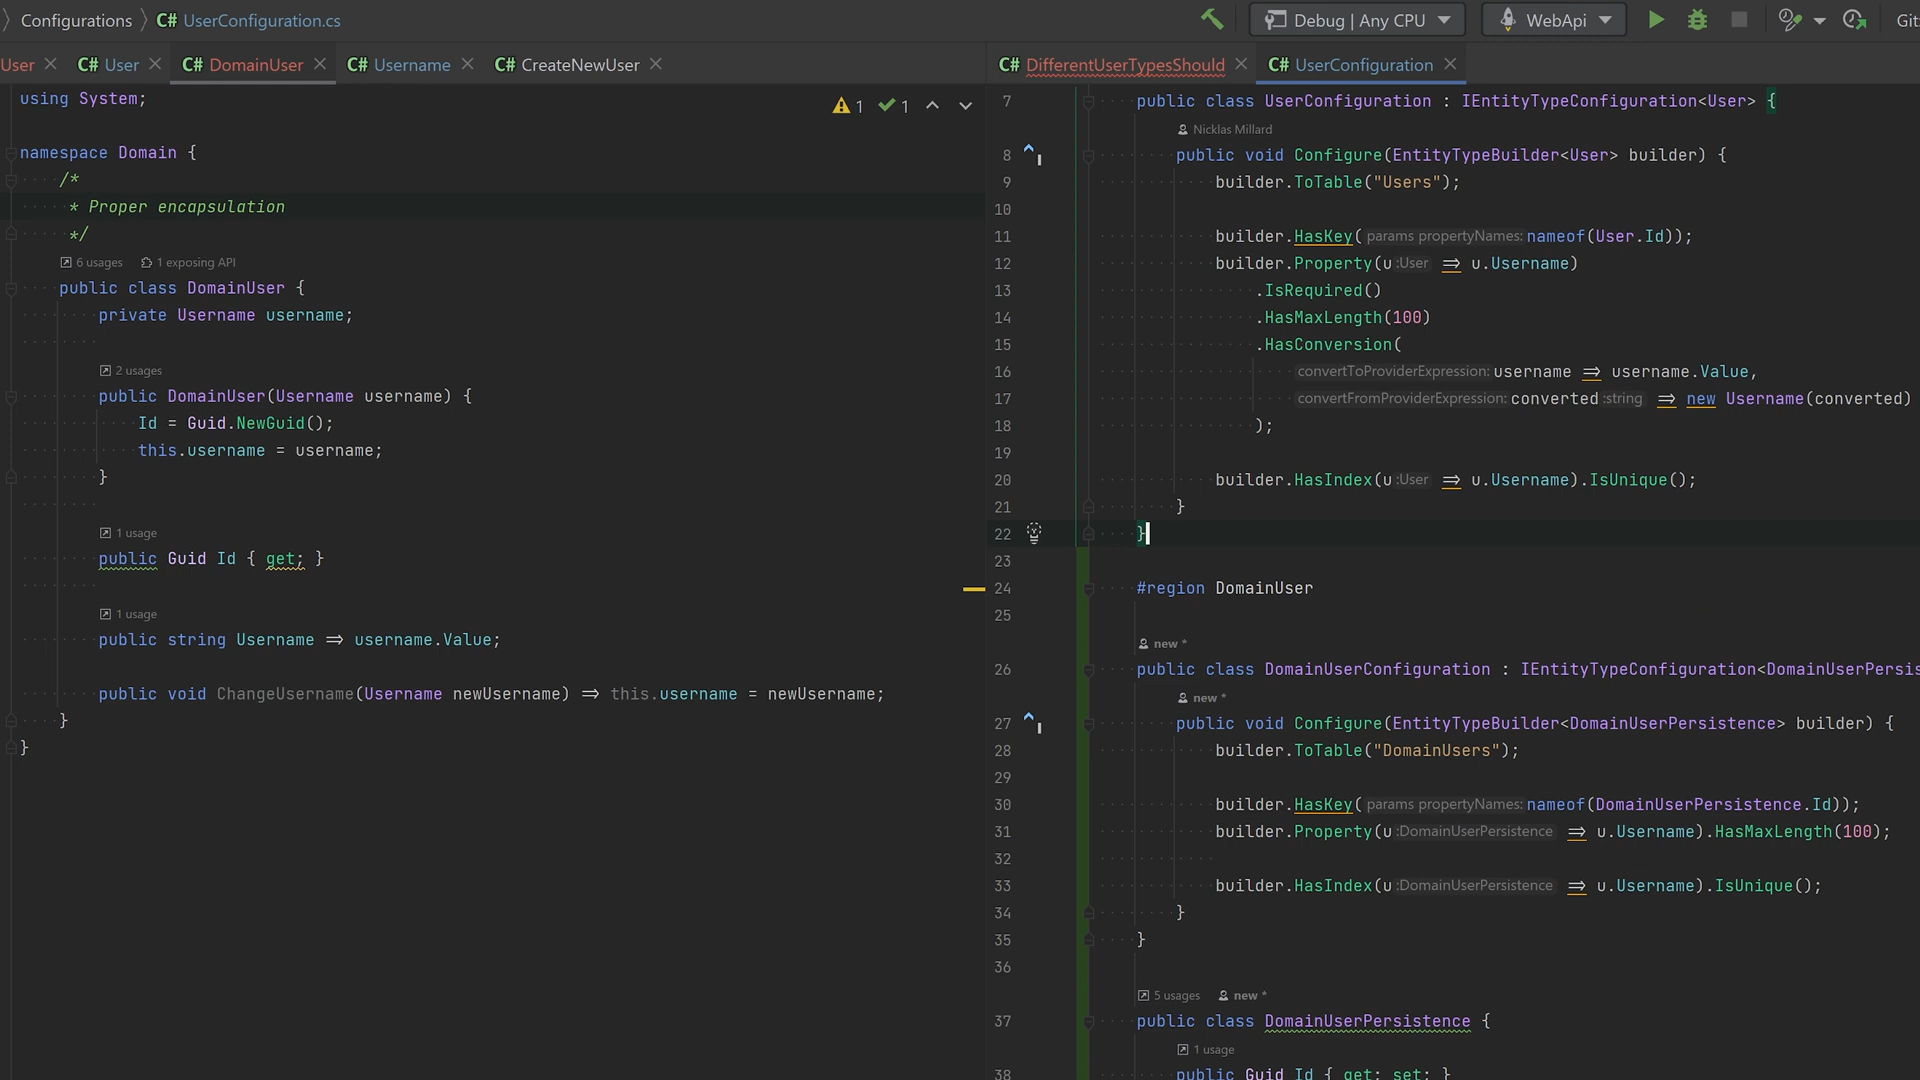 Configurations > C# UserConfiguration.cs
Debug | Any CPU
WebApi
Git
User
C# User
C# DomainUser
C# Username
C# CreateNewUser
1 1
using System;
namespace Domain {
/*
* Proper encapsulation
*/
6 usages 1 exposing API
public class DomainUser {
private Username username;
2 usages
public DomainUser(Username username) {
Id = Guid.NewGuid();
this.username = username;
}
1 usage
public Guid Id { get; }
1 usage
public string Username => username.Value;
public void ChangeUsername(Username newUsername) => this.username = newUsername;
}
}
C# DifferentUserTypesShould
C# UserConfiguration
7 public class UserConfiguration : IEntityTypeConfiguration<User> {
Nicklas Millard
8 public void Configure(EntityTypeBuilder<User> builder) {
9 builder.ToTable("Users");
10
11 builder.HasKey( params propertyNames: nameof(User.Id));
12 builder.Property(u :User => u.Username)
13 .IsRequired()
14 .HasMaxLength(100)
15 .HasConversion(
16 convertToProviderExpression: username => username.Value,
17 convertFromProviderExpression: converted :string => new Username(converted)
18 );
19
20 builder.HasIndex(u :User => u.Username).IsUnique();
21 }
22 }
23
24 #region DomainUser
25
new *
26 public class DomainUserConfiguration : IEntityTypeConfiguration<DomainUserPersis
new *
27 public void Configure(EntityTypeBuilder<DomainUserPersistence> builder) {
28 builder.ToTable("DomainUsers");
29
30 builder.HasKey( params propertyNames: nameof(DomainUserPersistence.Id));
31 builder.Property(u :DomainUserPersistence => u.Username).HasMaxLength(100);
32
33 builder.HasIndex(u :DomainUserPersistence => u.Username).IsUnique();
34 }
35 }
36
5 usages new *
37 public class DomainUserPersistence {
1 usage
38 public Guid Id { get; set; }